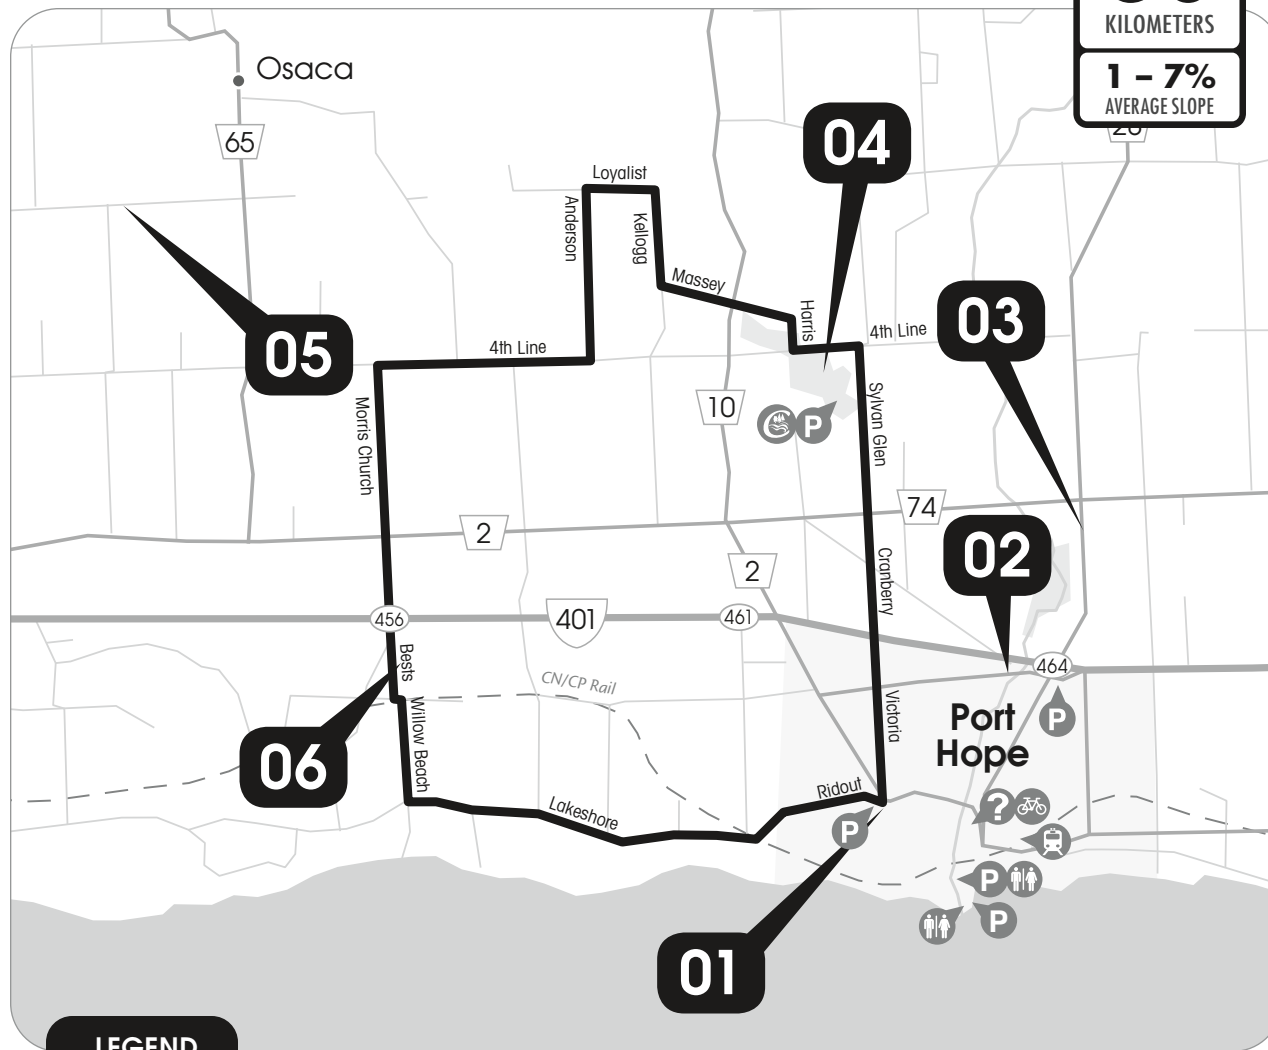 KILOMETERS
1 – 7%
AVERAGE SLOPE
Osaca
65
04
Loyalist
Anderson
Kellogg
Massey
Harris
4th Line
03
05
4th Line
Morris Church
10
P
Sylvan Glen
74
2
02
2
Cranberry
456
401
461
464
Bests
CN/CP Rail
Willow Beach
Victoria
Port
Hope
P
06
Ridout
Lakeshore
?
P
P
P
01
LEGEND